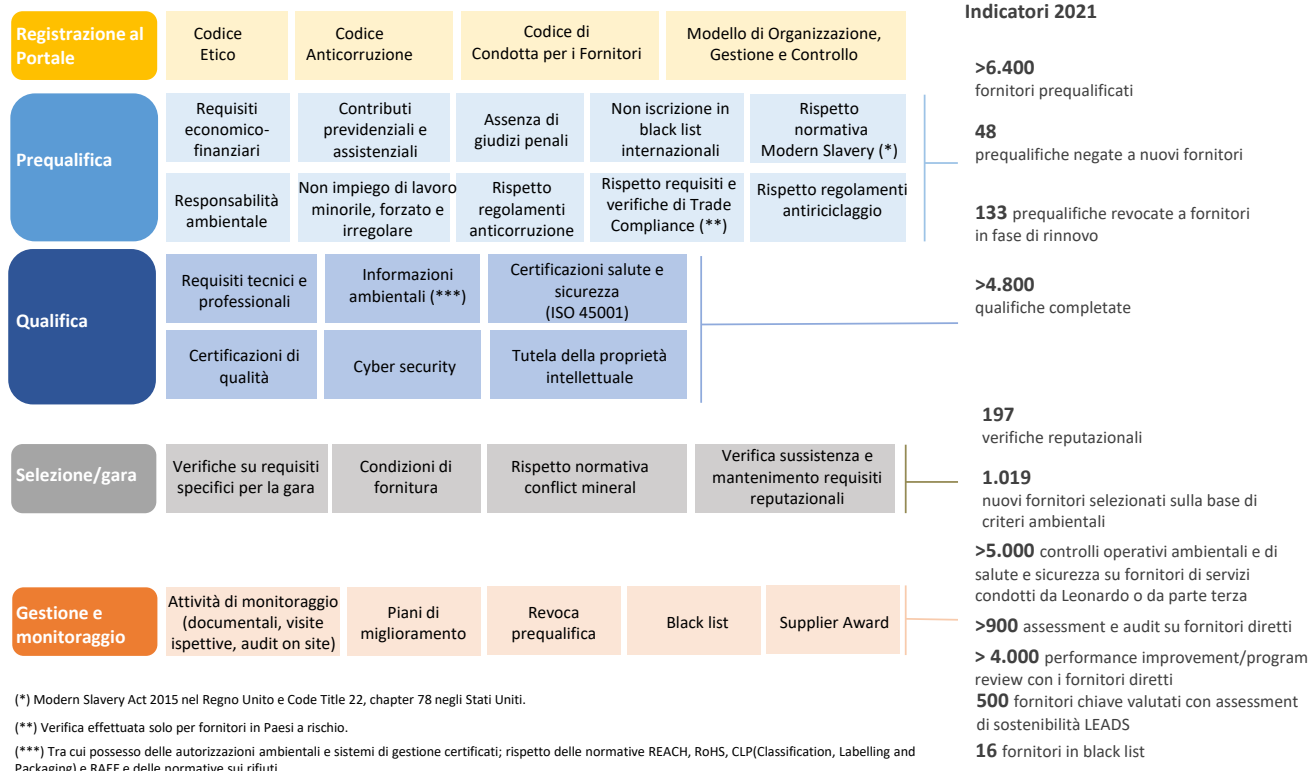 Indicatori 2021
Registrazione al
Portale
Codice
Etico
Codice
Anticorruzione
Codice di
Condotta per i Fornitori
Modello di Organizzazione,
Gestione e Controllo
Prequalifica
Requisiti
economico-
finanziari
Contributi
previdenziali e
assistenziali
Assenza di
giudizi penali
Non iscrizione in
black list
internazionali
Rispetto
normativa
Modern Slavery (*)
Responsabilità
ambientale
Non impiego di lavoro
minorile, forzato e
irregolare
Rispetto
regolamenti
anticorruzione
Rispetto requisiti e
verifiche di Trade
Compliance (**)
Rispetto regolamenti
antiriciclaggio
>6.400
fornitori prequalificati
48
prequalifiche negate a nuovi fornitori
133 prequalifiche revocate a fornitori
in fase di rinnovo
Qualifica
Requisiti tecnici e
professionali
Informazioni
ambientali (***)
Certificazioni salute e
sicurezza
(ISO 45001)
Certificazioni di
qualità
Cyber security
Tutela della proprietà
intellettuale
>4.800
qualifiche completate
Selezione/gara
Verifiche su requisiti
specifici per la gara
Condizioni di
fornitura
Rispetto normativa
conflict mineral
Verifica sussistenza e
mantenimento requisiti
reputazionali
197
verifiche reputazionali
1.019
nuovi fornitori selezionati sulla base di
criteri ambientali
Gestione e
monitoraggio
Attività di monitoraggio
(documentali, visite
ispettive, audit on site)
Piani di
miglioramento
Revoca
prequalifica
Black list
Supplier Award
>5.000 controlli operativi ambientali e di
salute e sicurezza su fornitori di servizi
condotti da Leonardo o da parte terza
>900 assessment e audit su fornitori diretti
> 4.000 performance improvement/program
review con i fornitori diretti
500 fornitori chiave valutati con assessment
di sostenibilità LEADS
16 fornitori in black list
(*) Modern Slavery Act 2015 nel Regno Unito e Code Title 22, chapter 78 negli Stati Uniti.
(**) Verifica effettuata solo per fornitori in Paesi a rischio.
(***) Tra cui possesso delle autorizzazioni ambientali e sistemi di gestione certificati; rispetto delle normative REACH, RoHS, CLP(Classification, Labelling and
Packaging) e RAEE e delle normative sui rifiuti.